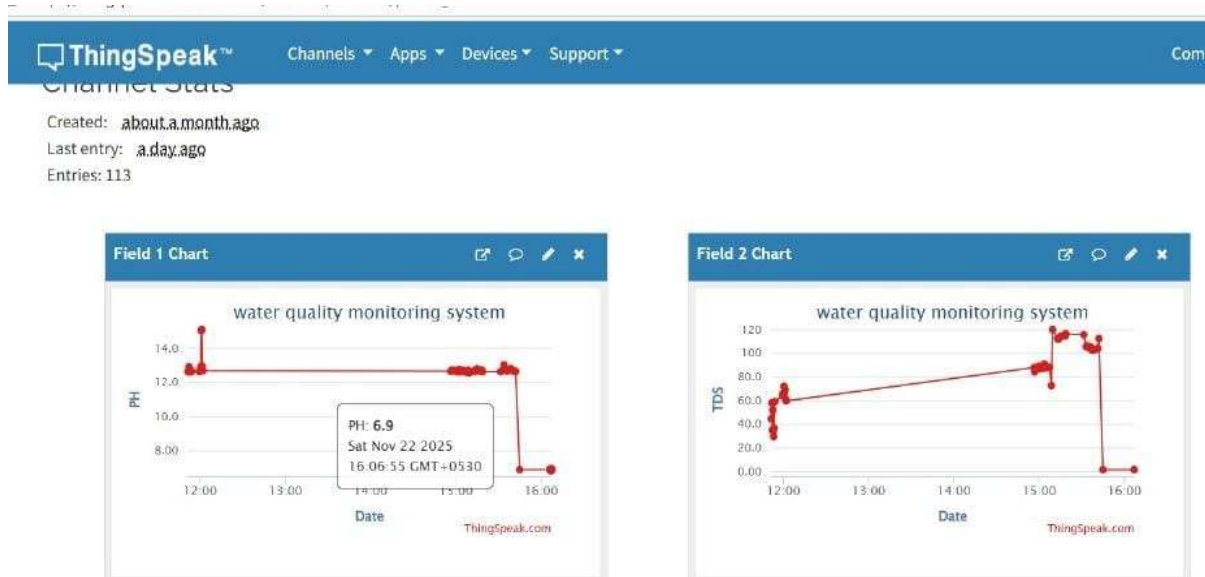 ThingSpeak™ Channels Apps Devices Support Com
Channel Stats
Created: about a month ago
Last entry: a day ago
Entries: 113
Field 1 Chart
water quality monitoring system
14.0
12.0
10.0
8.00
PH
PH: 6.9
Sat Nov 22 2025
16:06:55 GMT+0530
12:00 13:00 14:00 15:00 16:00
Date
ThingSpeak.com
Field 2 Chart
water quality monitoring system
120
100
80.0
60.0
40.0
20.0
0.00
TDS
12:00 13:00 14:00 15:00 16:00
Date
ThingSpeak.com